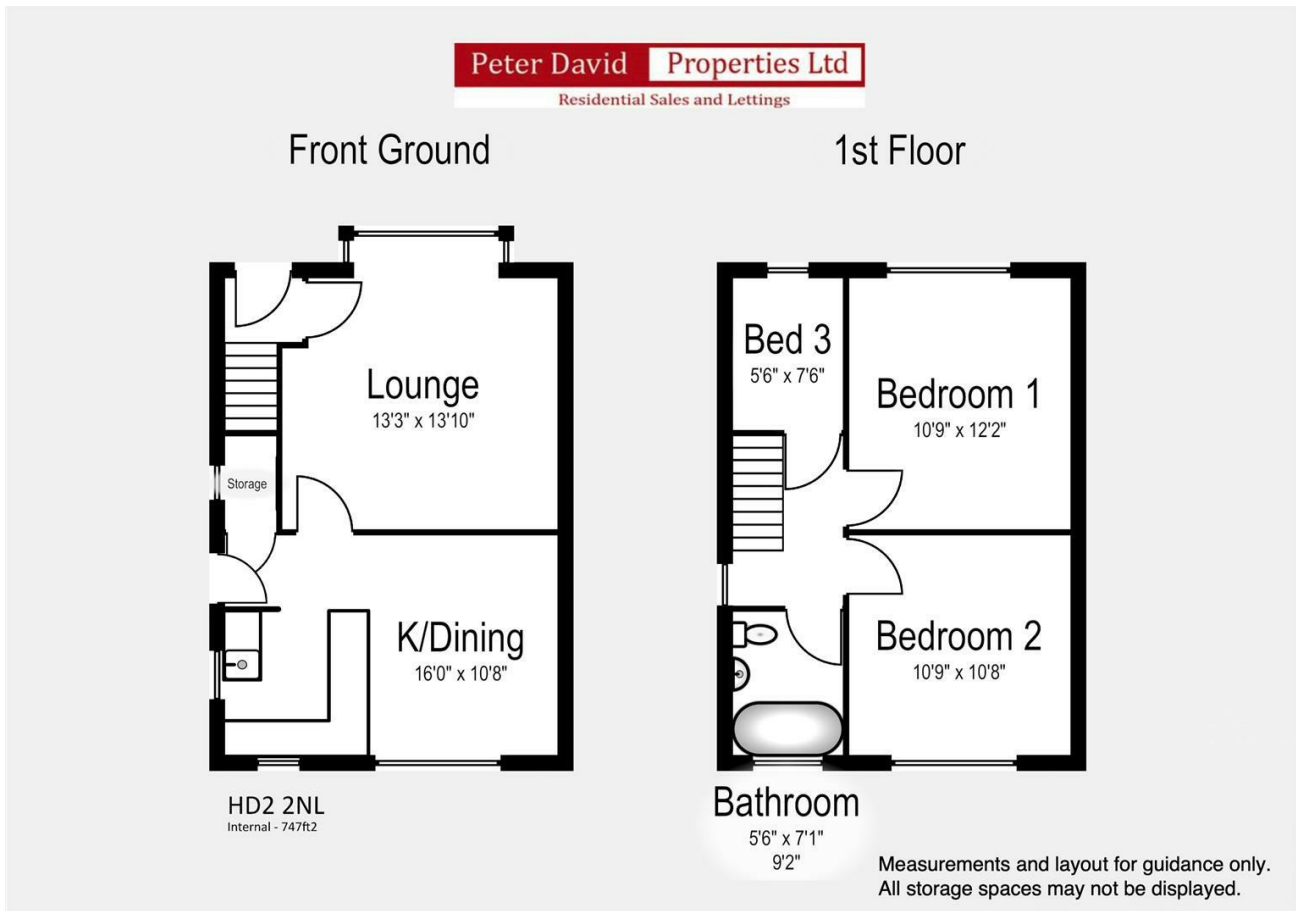 Peter David Properties Ltd
Residential Sales and Lettings
Front Ground
1st Floor
Lounge
13'3" x 13'10"
Storage
K/Dining
16'0" x 10'8"
HD2 2NL
Internal - 747ft2
Bed 3
5'6" x 7'6"
Bedroom 1
10'9" x 12'2"
Bedroom 2
10'9" x 10'8"
Bathroom
5'6" x 7'1"
9'2"
Measurements and layout for guidance only.
All storage spaces may not be displayed.